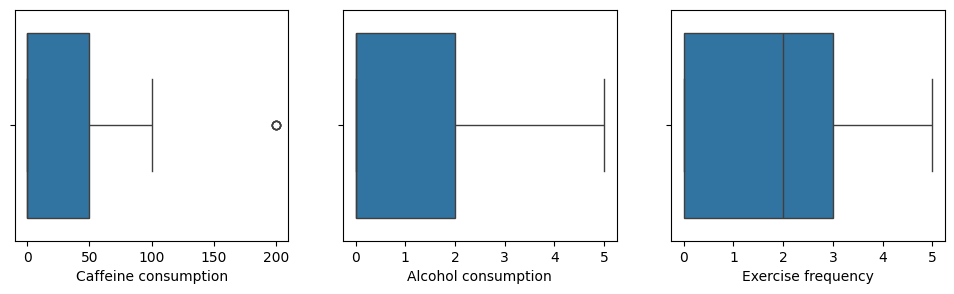 0 50 100 150 200
Caffeine consumption
0 1 2 3 4 5
Alcohol consumption
0 1 2 3 4 5
Exercise frequency